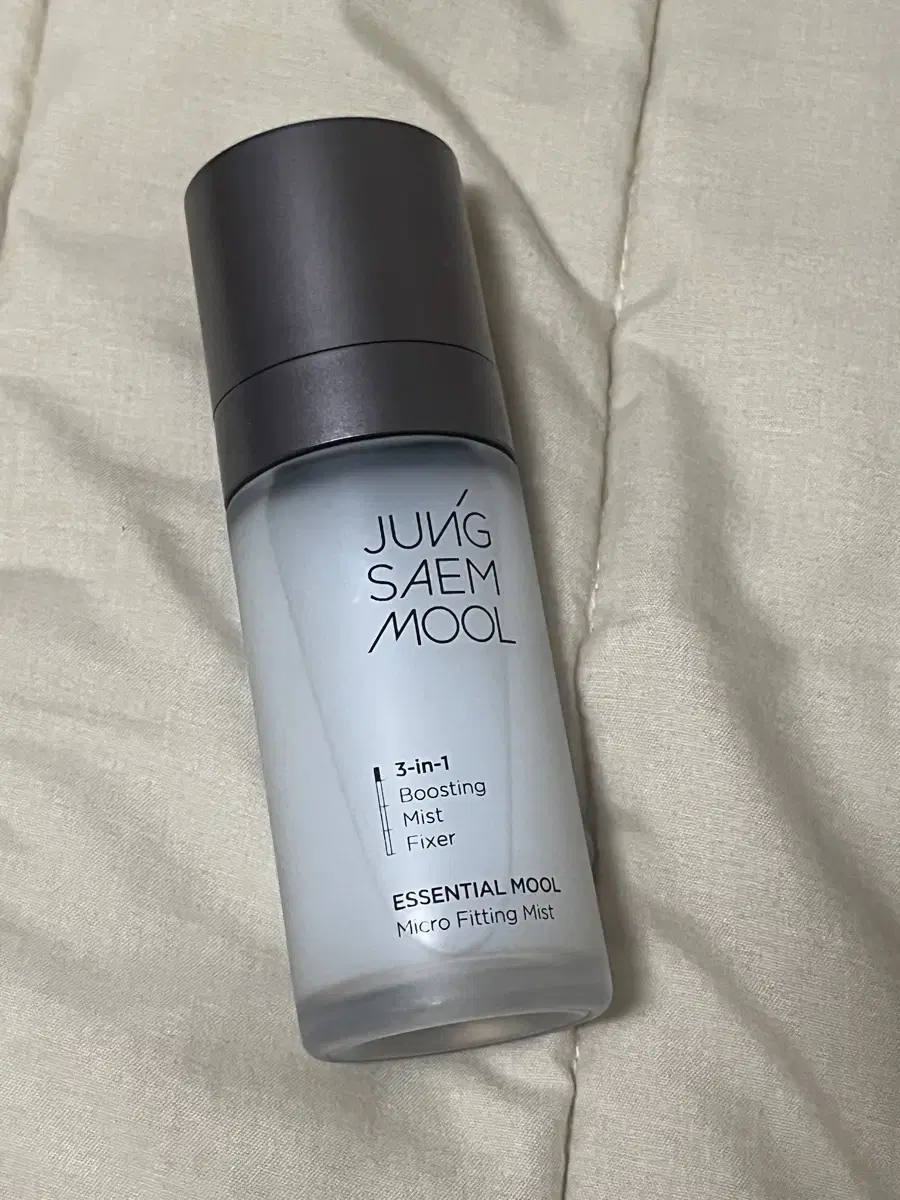 JUNG
SAEM
MOOL
3-in-1
Boosting
Mist
Fixer
ESSENTIAL MOOL
Micro Fitting Mist